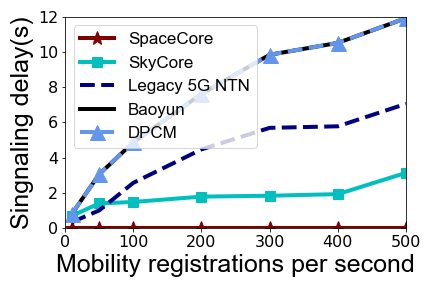 12
10
8
6
4
2
0
Singnaling delay(s)
SpaceCore
SkyCore
Legacy 5G NTN
Baoyun
DPCM
0 100 200 300 400 500
Mobility registrations per second